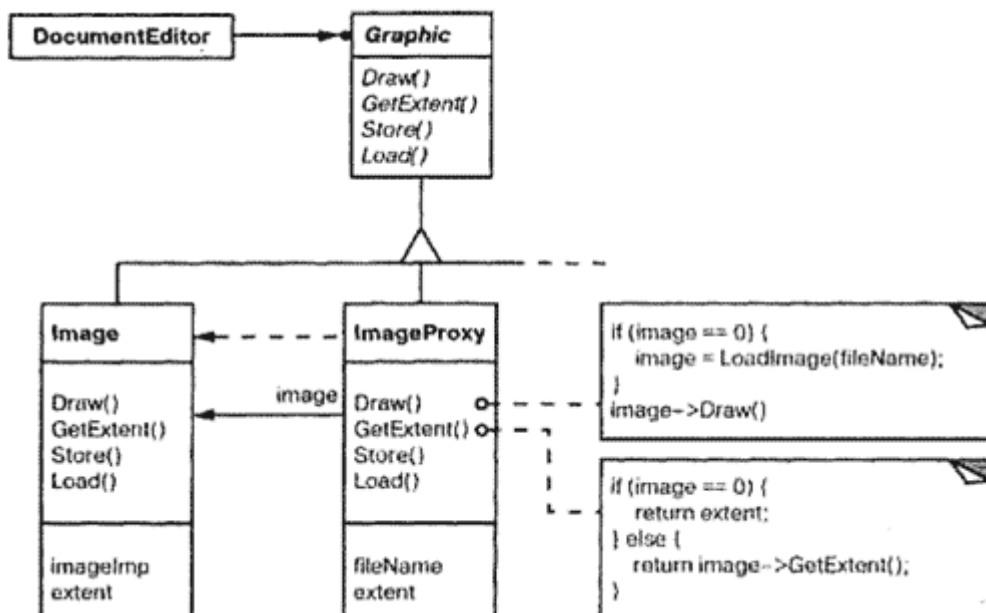 DocumentEditor
Graphic
Draw()
GetExtent()
Store()
Load()
Image
Draw()
GetExtent()
Store()
Load()
imageImp
extent
image
ImageProxy
Draw()
GetExtent()
Store()
Load()
fileName
extent
if (image == 0) {
image = LoadImage(fileName);
}
image->Draw()
if (image == 0) {
return extent;
} else {
return image->GetExtent();
}